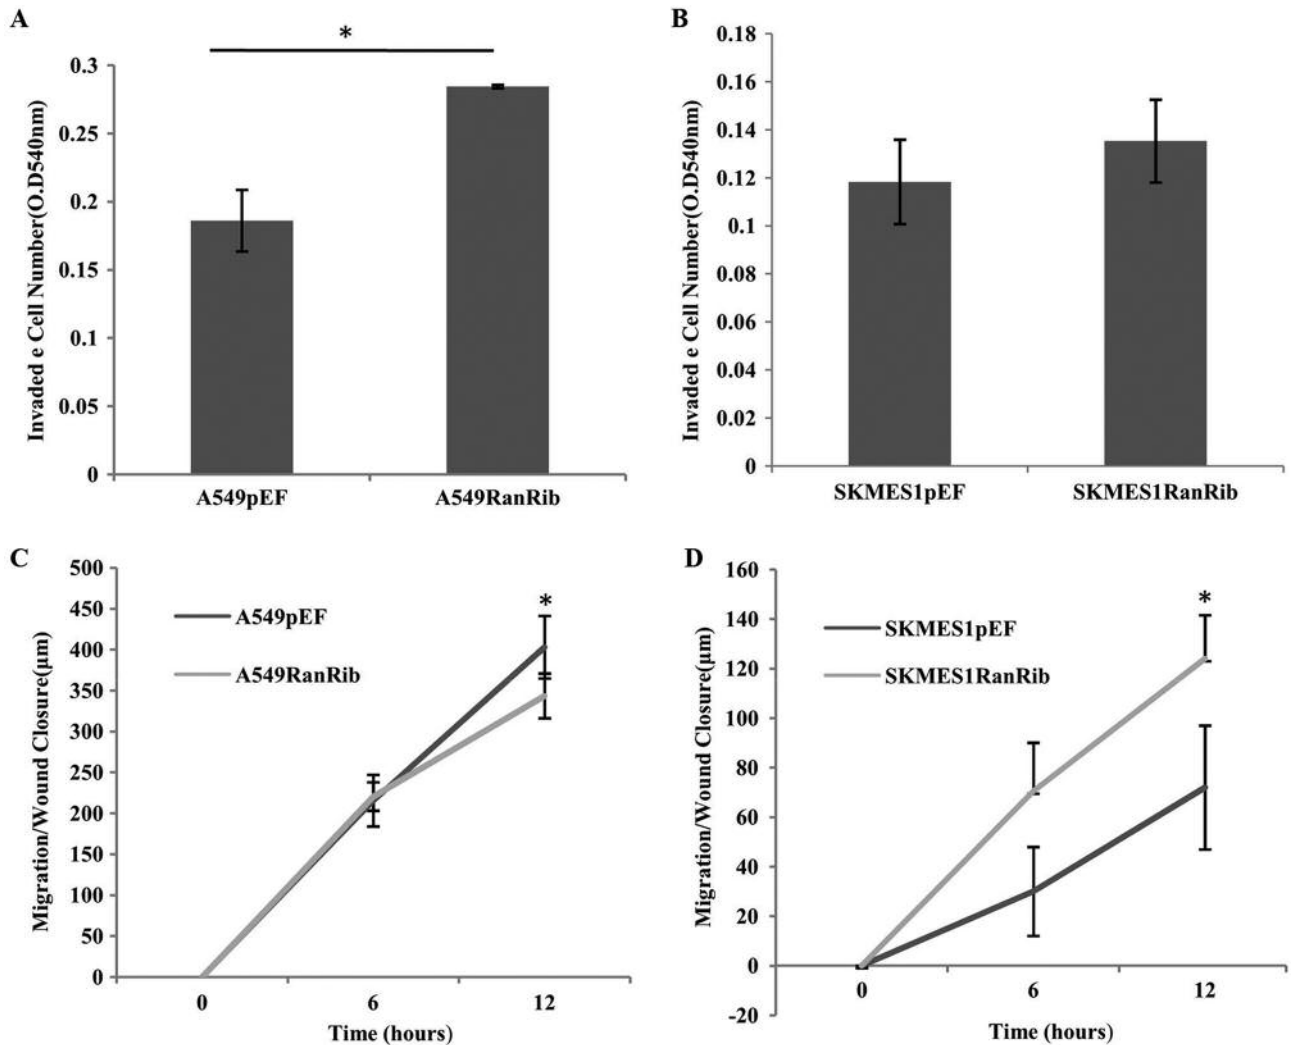 A
*
0.3
0.25
0.2
0.15
0.1
0.05
0
Invaded e Cell Number(O.D540nm)
A549pEF
A549RanRib
B
0.18
0.16
0.14
0.12
0.1
0.08
0.06
0.04
0.02
0
Invaded e Cell Number(O.D540nm)
SKMES1pEF
SKMES1RanRib
C
500
450
400
350
300
250
200
150
100
50
0
Migration/Wound Closure(μm)
A549pEF
A549RanRib
*
0
6
12
Time (hours)
D
160
140
120
100
80
60
40
20
0
-20
Migration/Wound Closure(μm)
SKMES1pEF
SKMES1RanRib
*
0
6
12
Time (hours)